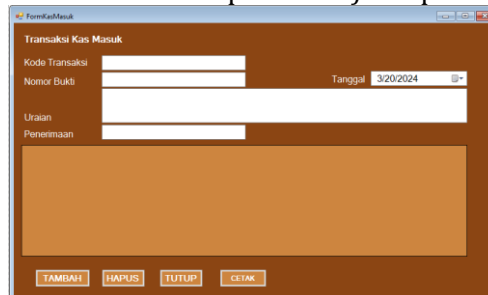 FormKasMasuk
Transaksi Kas Masuk
Kode Transaksi
Nomor Bukti
Tanggal 3/20/2024
Uraian
Penerimaan
TAMBAH HAPUS TUTUP CETAK